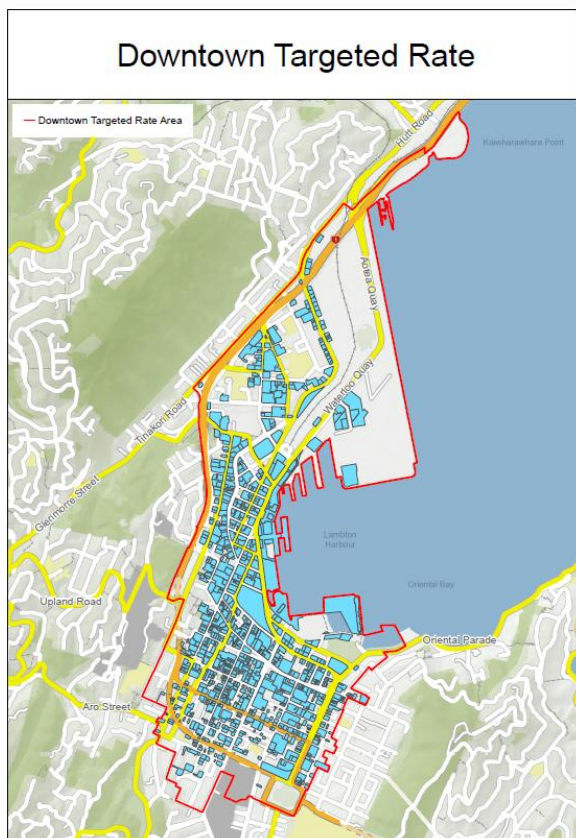 Downtown Targeted Rate
Downtown Targeted Rate Area
Kaiwharawhara Point
Hutt Road
1
Aotea Quay
Waterloo Quay
Tinakori Road
Glenmore Street
Lambton
Harbour
Oriental Bay
Upland Road
Oriental Parade
Aro Street